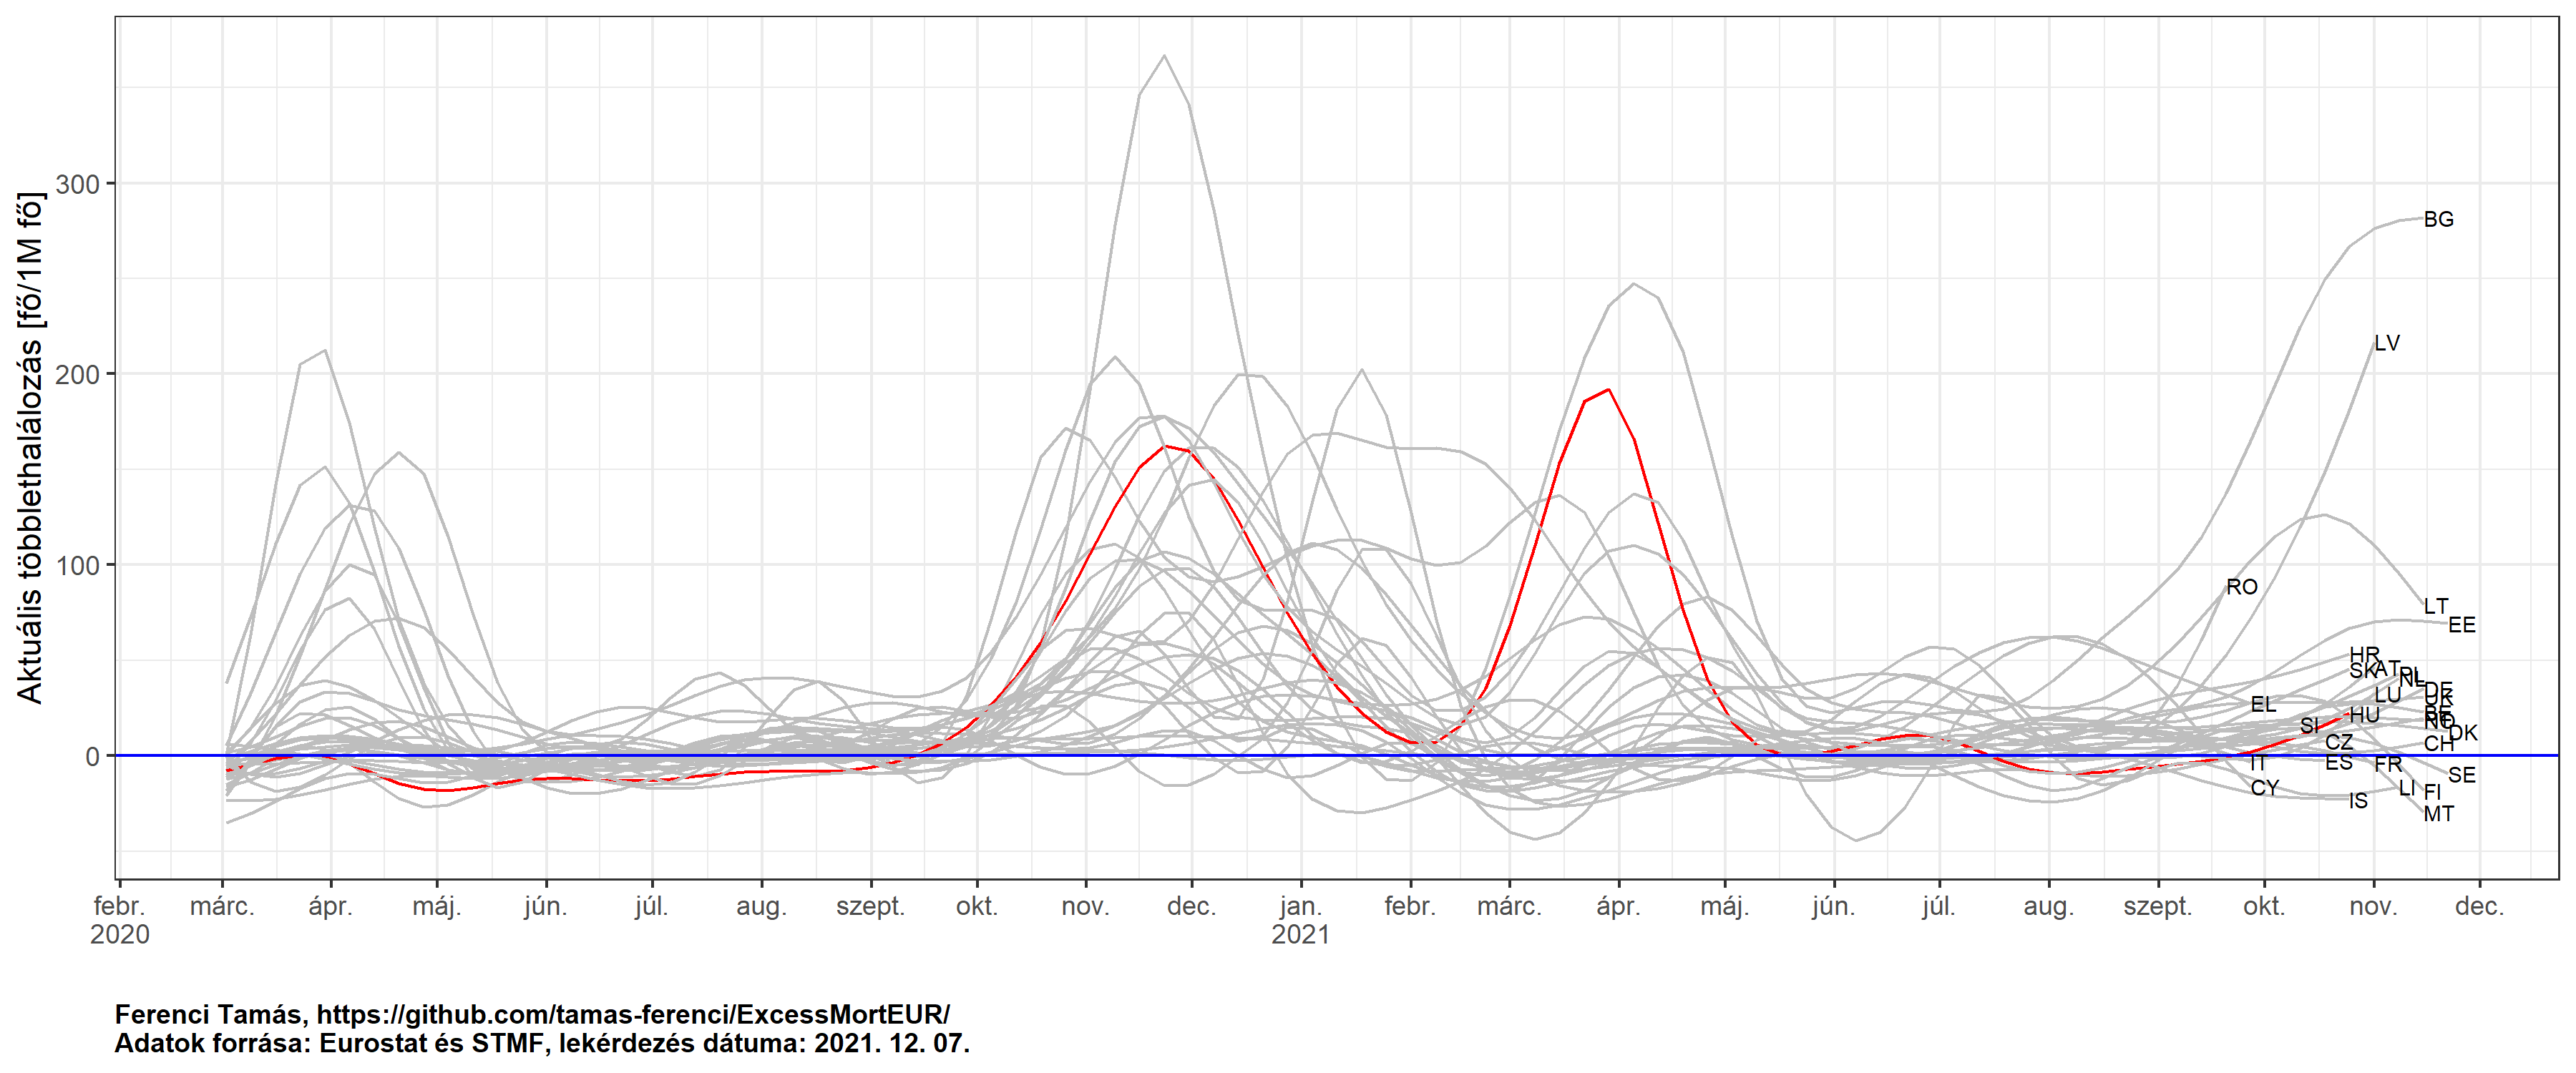 Aktuális többlethalálozás [fő/1M fő]
300
200
100
0
BG
LV
RO
LT
EE
HR
SK
AT
PL
NL
EL
LU
DE
UK
HU
BE
NO
SI
DK
CZ
CH
IT
ES
FR
SE
CY
LI
FI
IS
MT
febr. márc. ápr. máj. jún. júl. aug. szept. okt. nov. dec. jan. febr. márc. ápr. máj. jún. júl. aug. szept. okt. nov. dec.
2020 2021
Ferenci Tamás, https://github.com/tamas-ferenci/ExcessMortEUR/
Adatok forrása: Eurostat és STMF, lekérdezés dátuma: 2021. 12. 07.